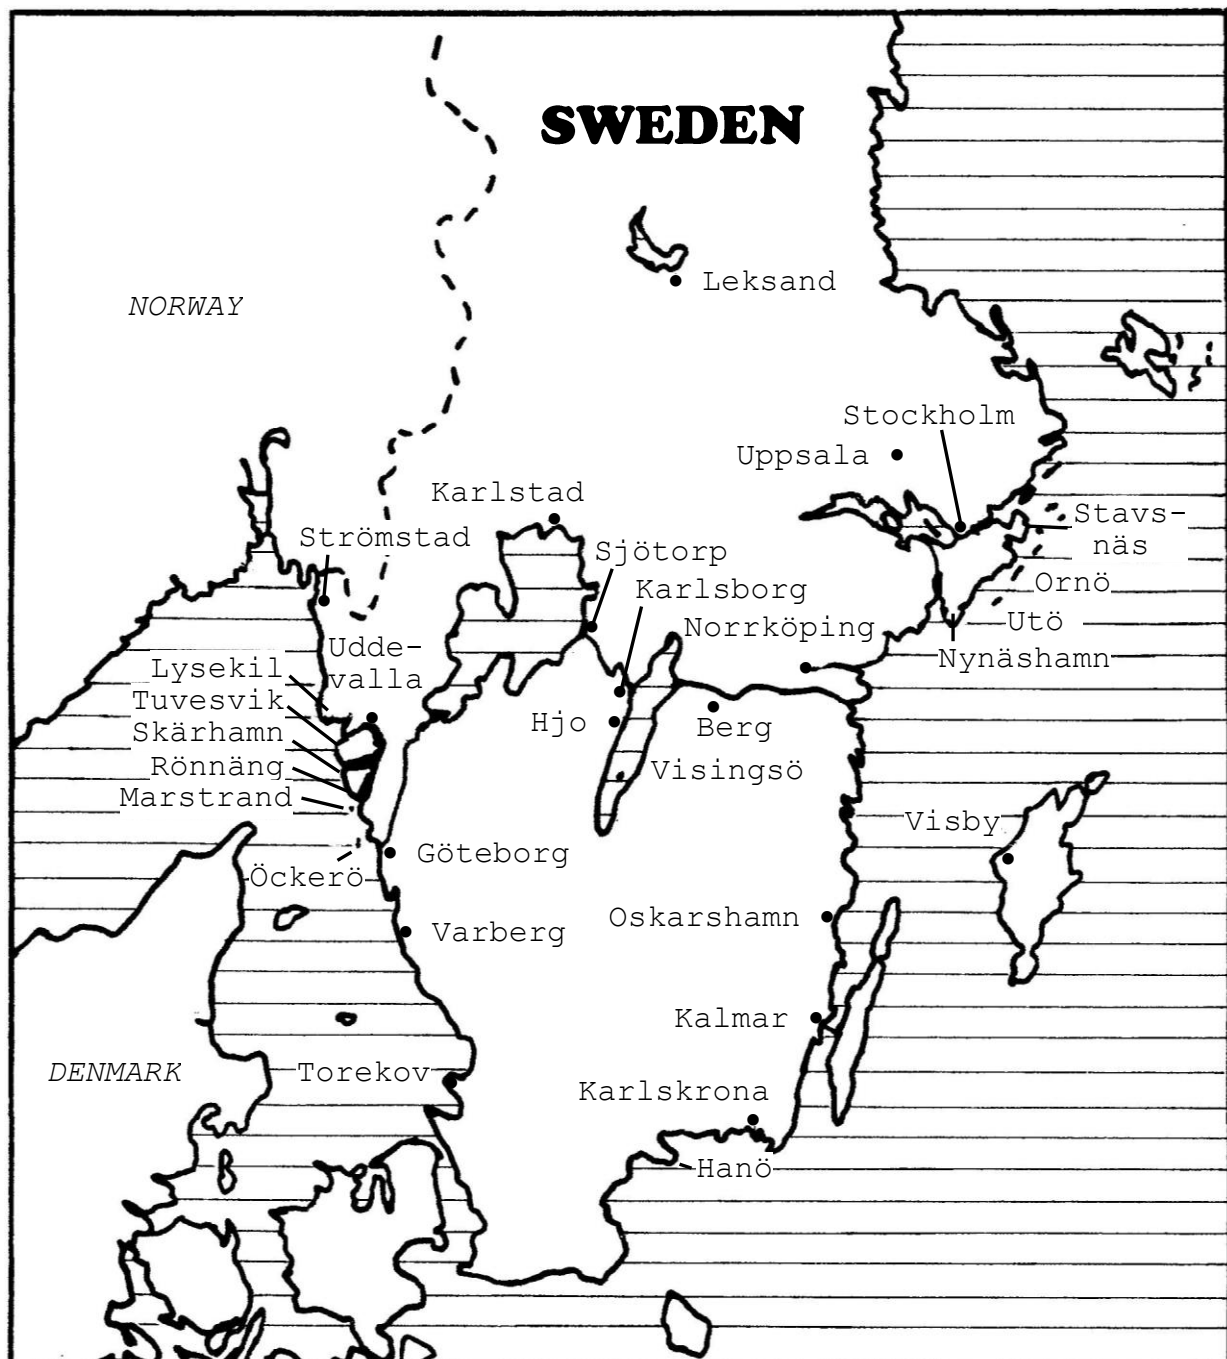 SWEDEN
Leksand
NORWAY
Stockholm
Uppsala
Karlstad
Stavs-
näs
Strömstad
Sjötorp
Karlsborg
Ornö
Utö
Norrköping
Udde-
valla
Nynäshamn
Lysekil
Tuvesvik
Hjo
Berg
Skärhamn
Rönnäng
Visingsö
Marstrand
Visby
Göteborg
Öckerö
Oskarshamn
Varberg
Kalmar
DENMARK
Torekov
Karlskrona
Hanö